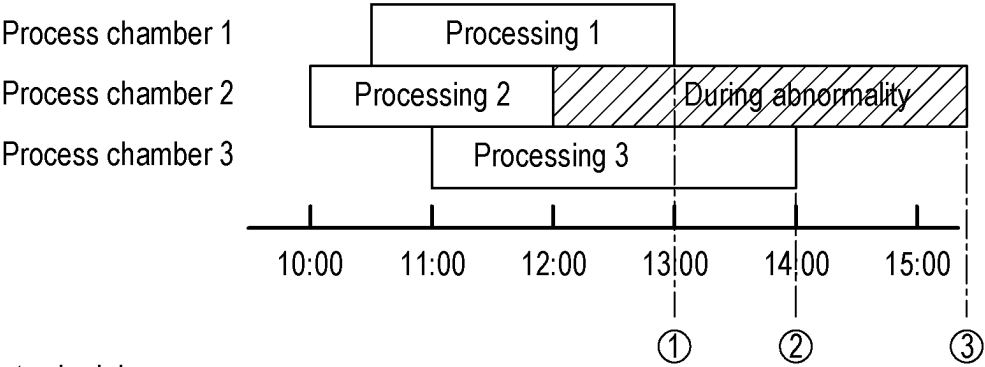 Process chamber 1 Processing 1
Process chamber 2 Processing 2 During abnormality
Process chamber 3 Processing 3
10:00 11:00 12:00 13:00 14:00 15:00
① ② ③